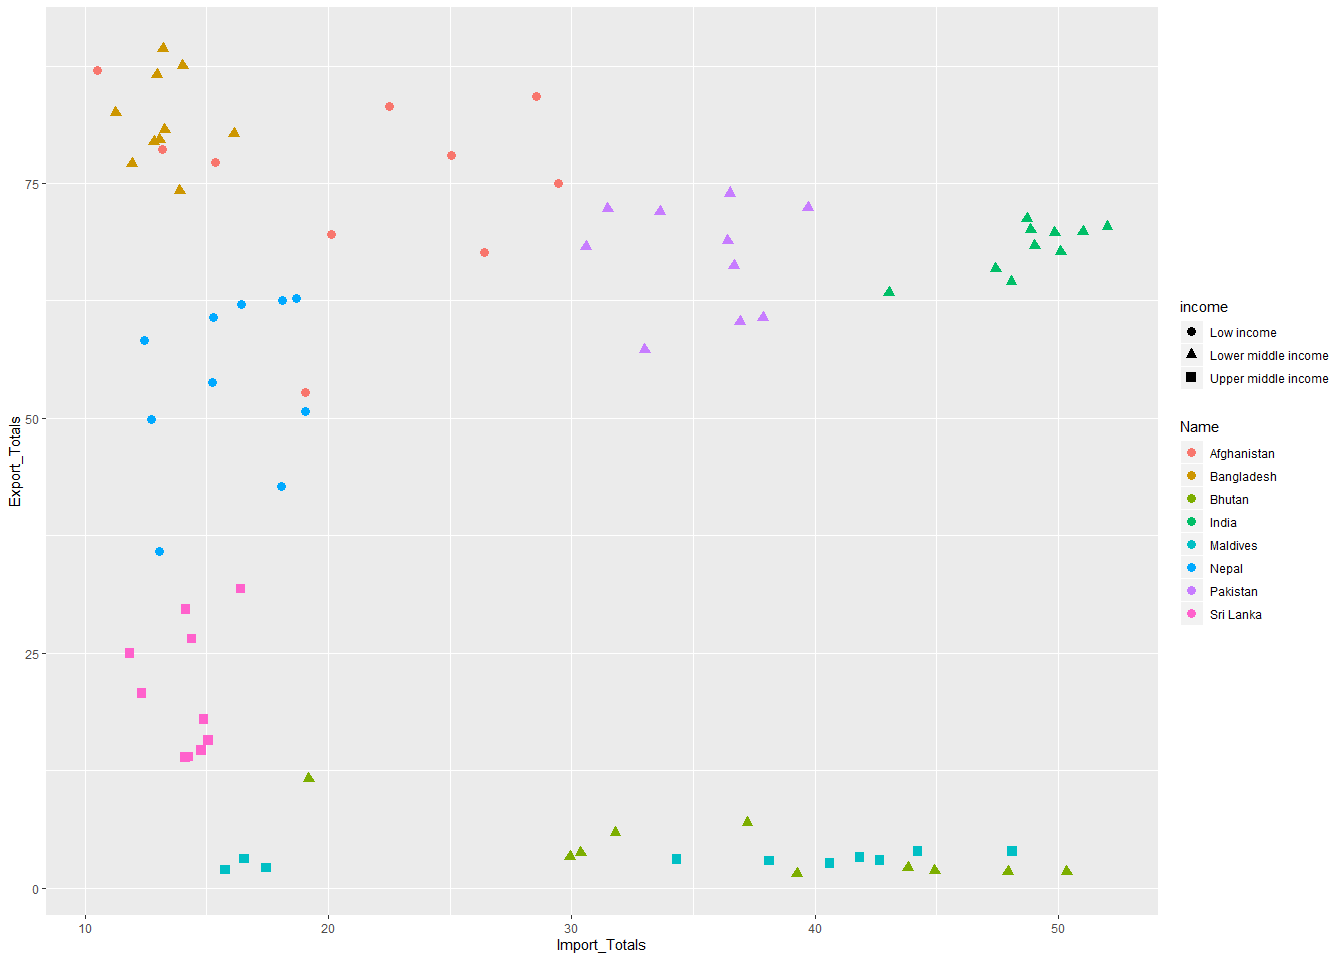 75
50
25
0
Export_Totals
10
20
30
40
50
Import_Totals
income
Low income
Lower middle income
Upper middle income
Name
Afghanistan
Bangladesh
Bhutan
India
Maldives
Nepal
Pakistan
Sri Lanka